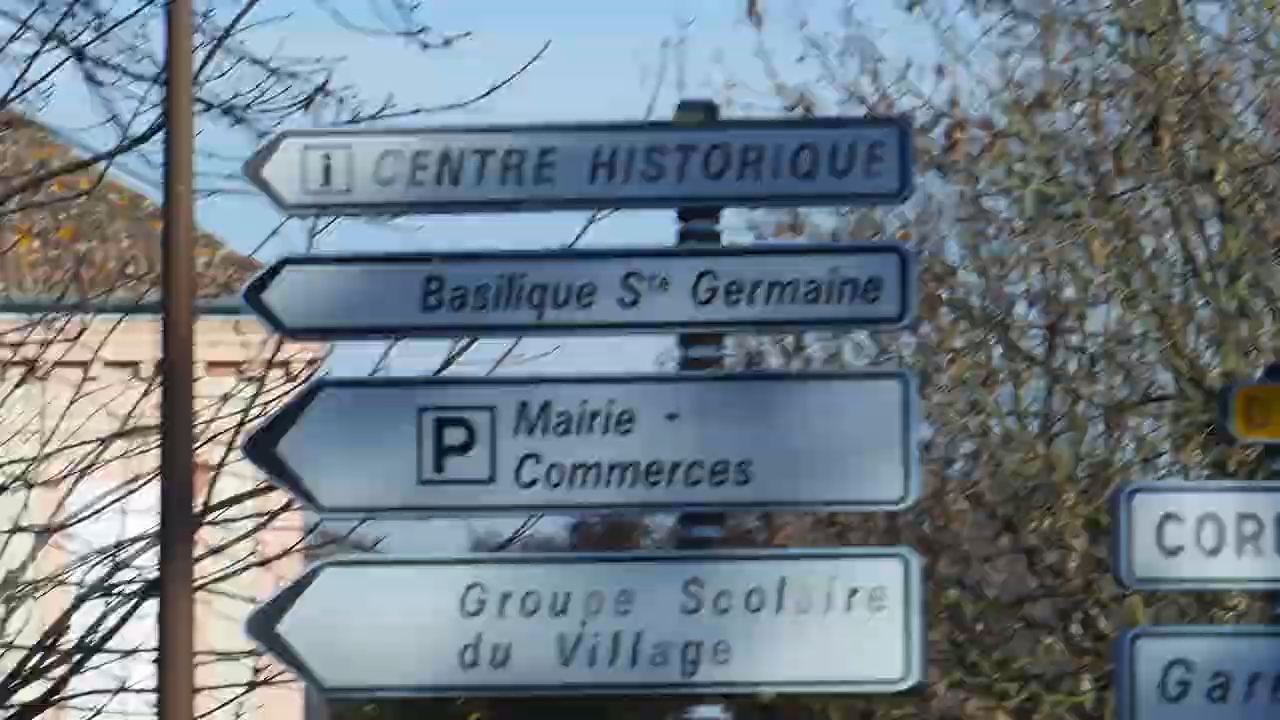 i CENTRE HISTORIQUE
Basilique Ste Germaine
P Mairie -
Commerces
Groupe Scolaire
du Village